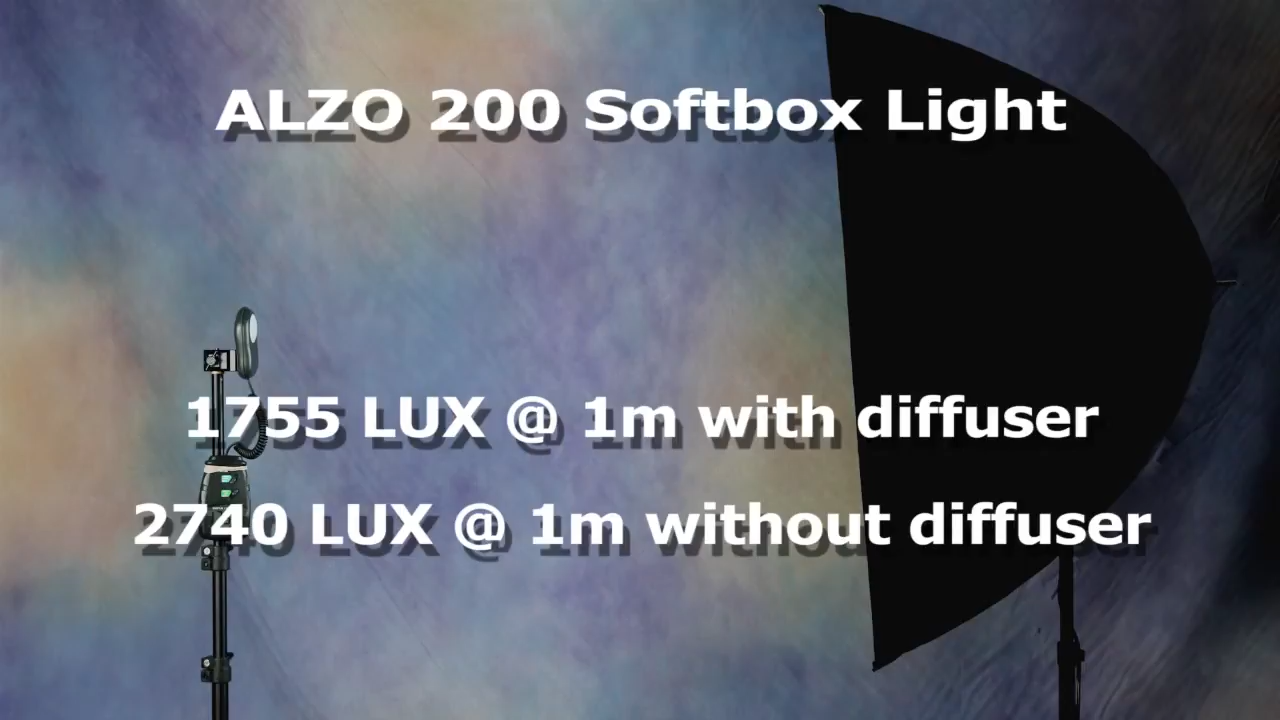 ALZO 200 Softbox Light
1755 LUX @ 1m with diffuser
2740 LUX @ 1m without diffuser